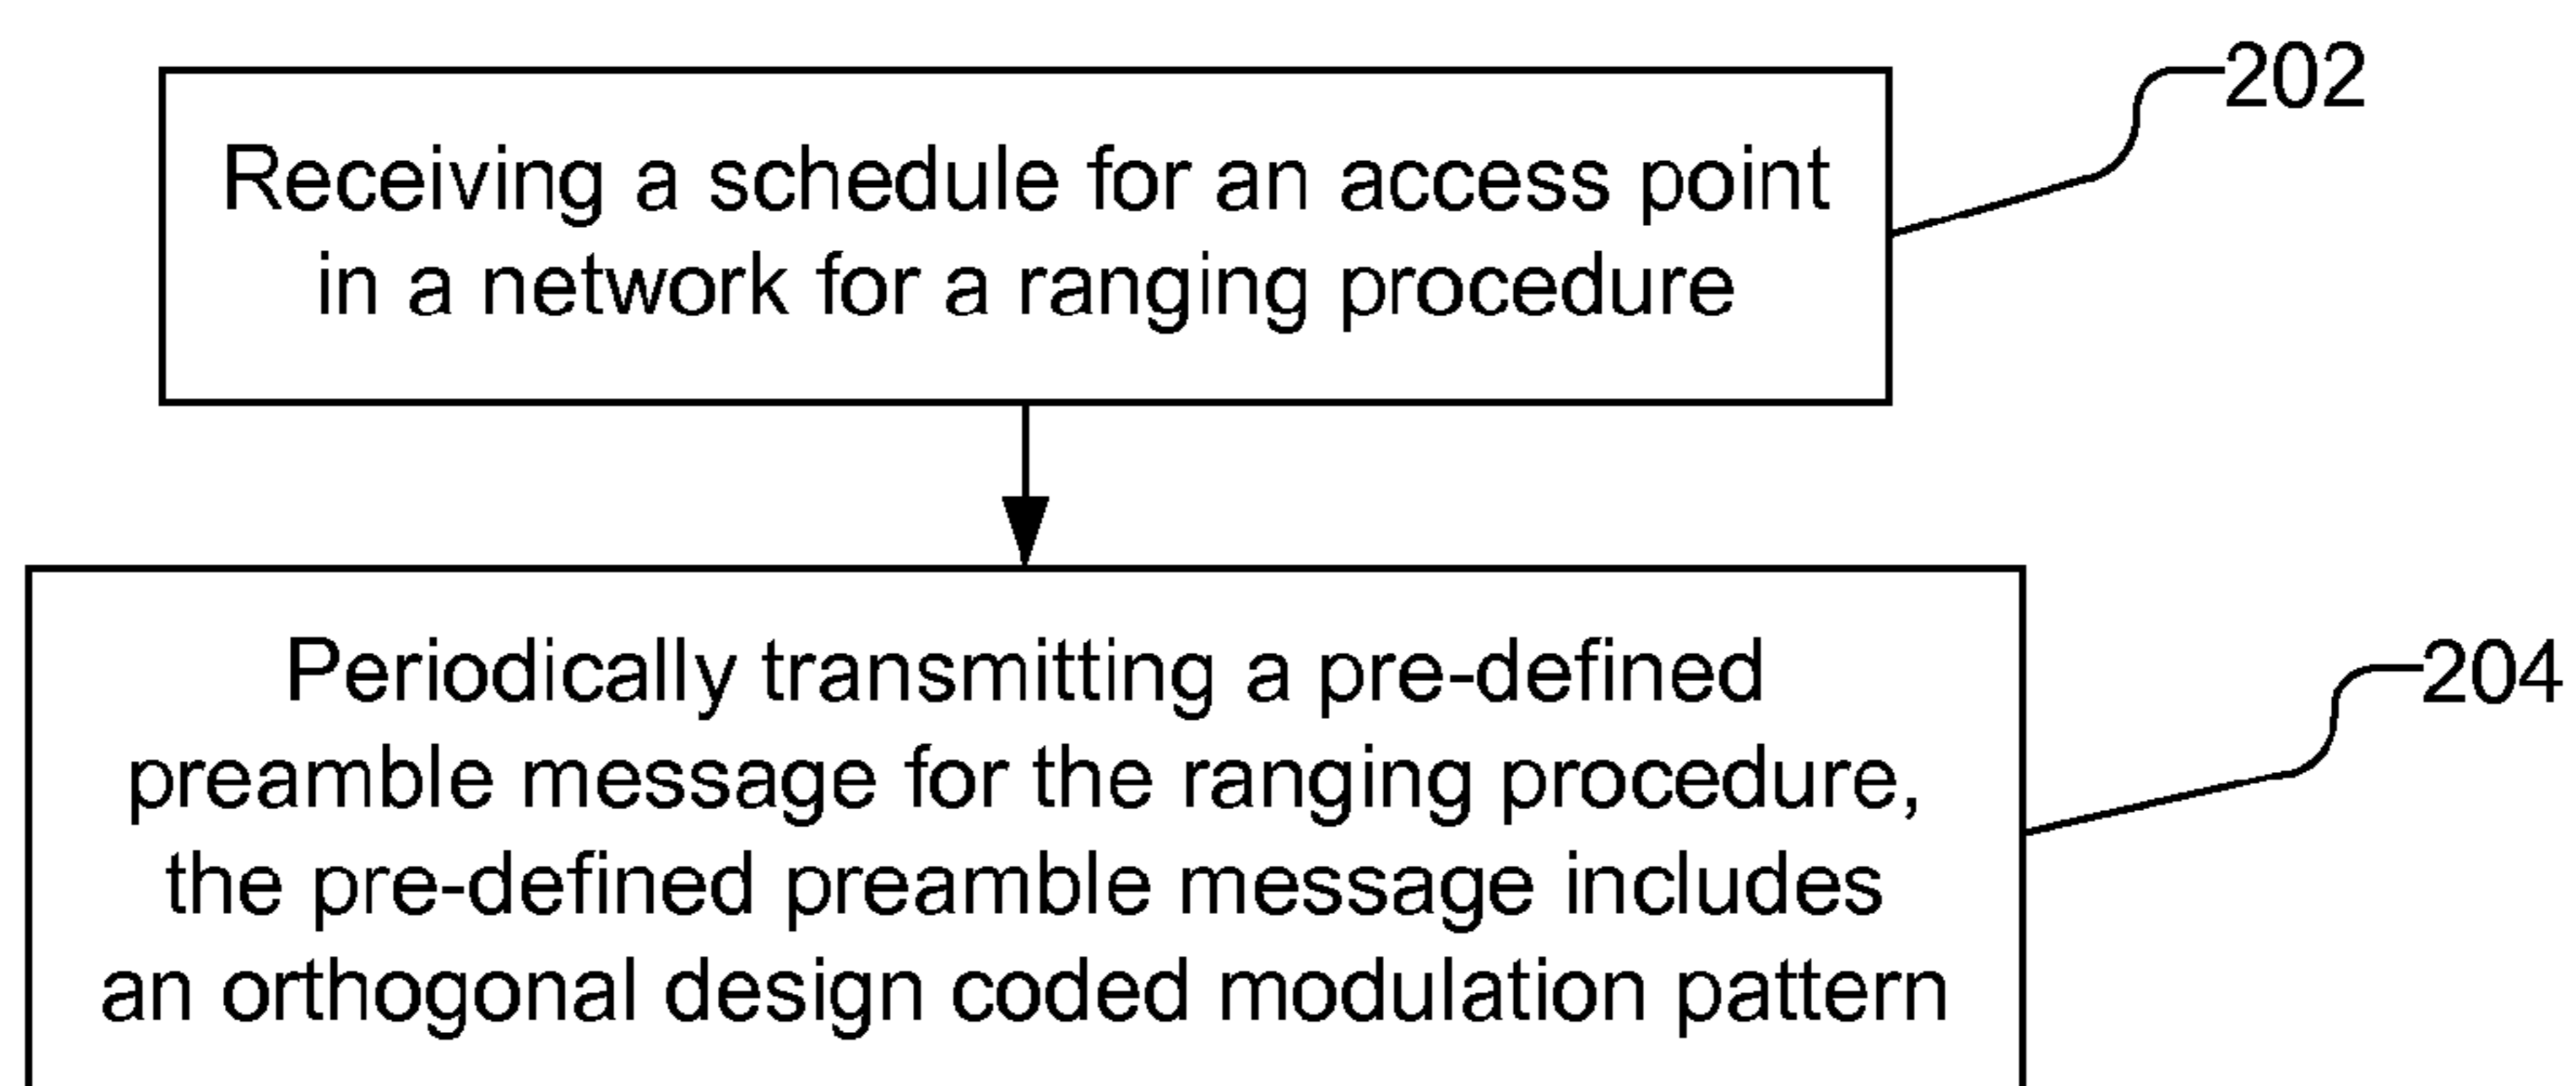 202
Receiving a schedule for an access point
in a network for a ranging procedure
204
Periodically transmitting a pre-defined
preamble message for the ranging procedure,
the pre-defined preamble message includes
an orthogonal design coded modulation pattern